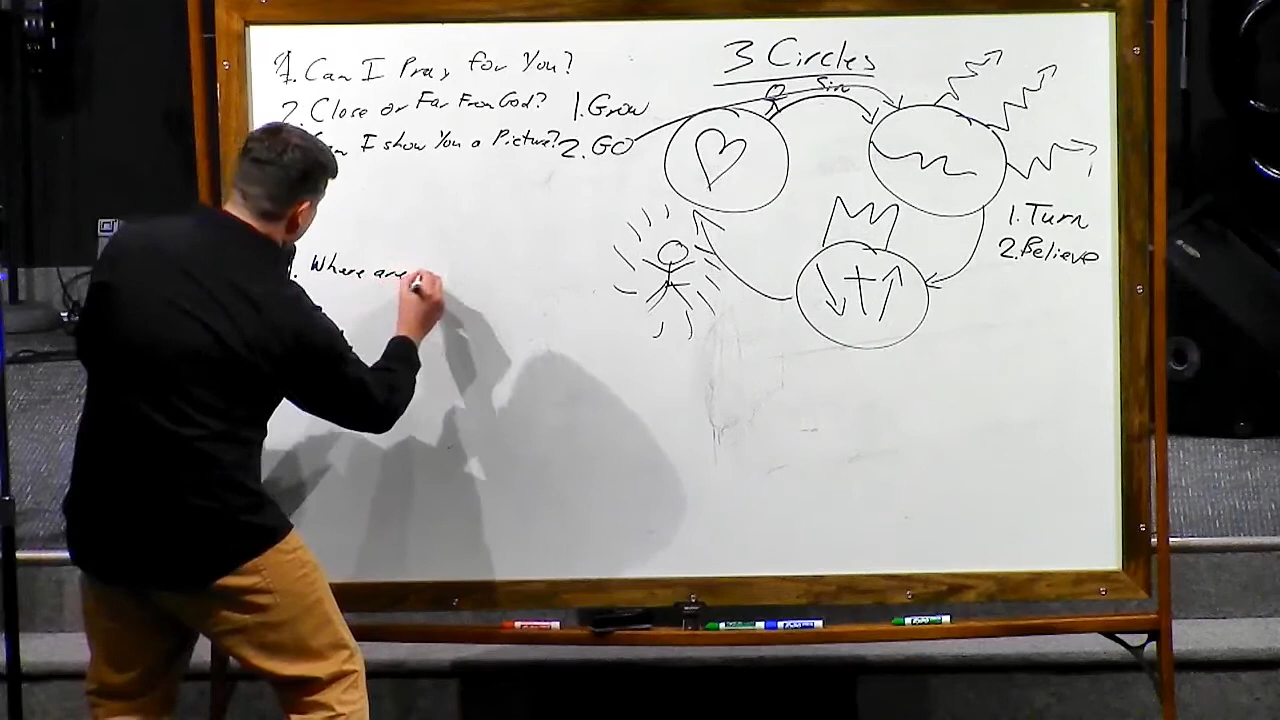 1. Can I Pray for You?
2. Close or Far From God?
Can I show You a Picture?
. Where are
3 Circles
Sin
1. Grow
2. GO
1. Turn
2. Believe